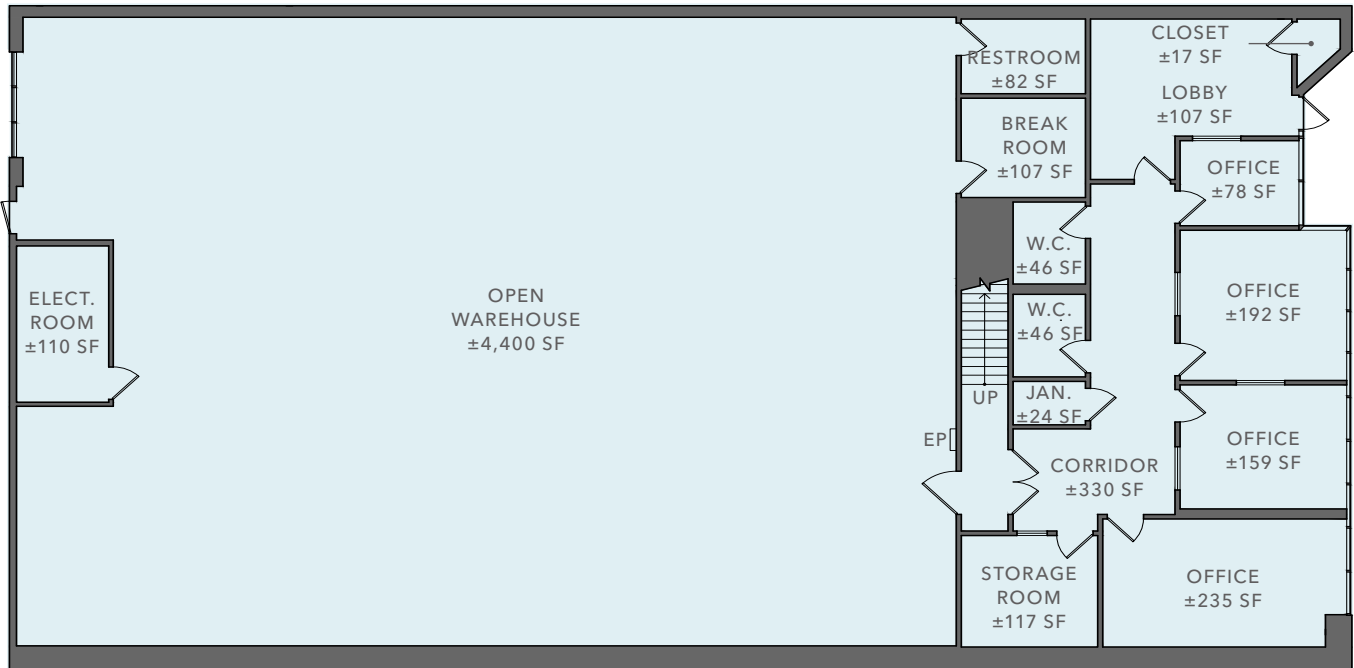 CLOSET
±17 SF
LOBBY
±107 SF
RESTROOM
±82 SF
BREAK
ROOM
±107 SF
OFFICE
±78 SF
W.C.
±46 SF
OFFICE
±192 SF
ELECT.
ROOM
±110 SF
OPEN
WAREHOUSE
±4,400 SF
W.C.
±46 SF
UP
JAN.
±24 SF
EP
OFFICE
±159 SF
CORRIDOR
±330 SF
STORAGE
ROOM
±117 SF
OFFICE
±235 SF